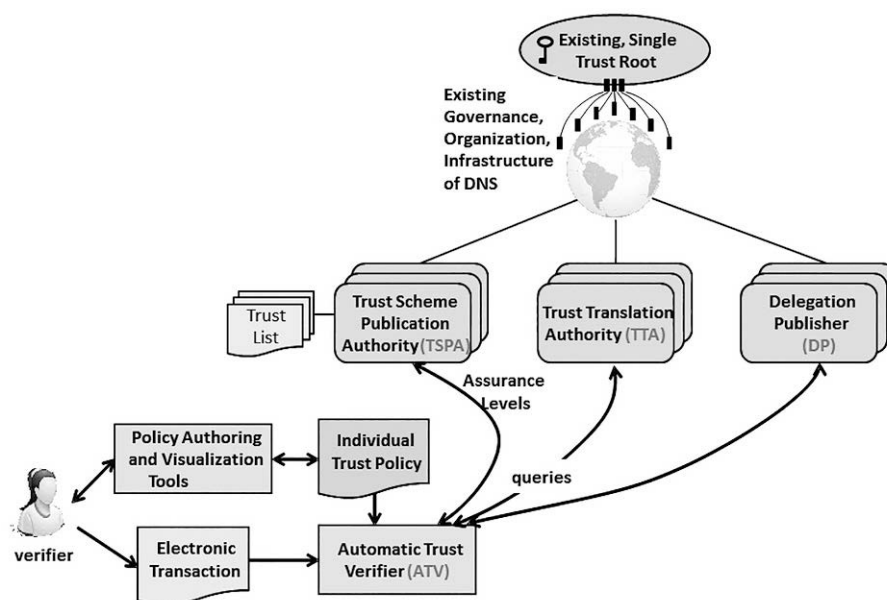 Existing, Single
Trust Root
Existing
Governance,
Organization,
Infrastructure
of DNS
Trust
List
Trust Scheme
Publication
Authority (TSPA)
Trust Translation
Authority (TTA)
Delegation
Publisher
(DP)
Assurance
Levels
queries
Policy Authoring
and Visualization
Tools
Individual
Trust Policy
verifier
Electronic
Transaction
Automatic Trust
Verifier (ATV)